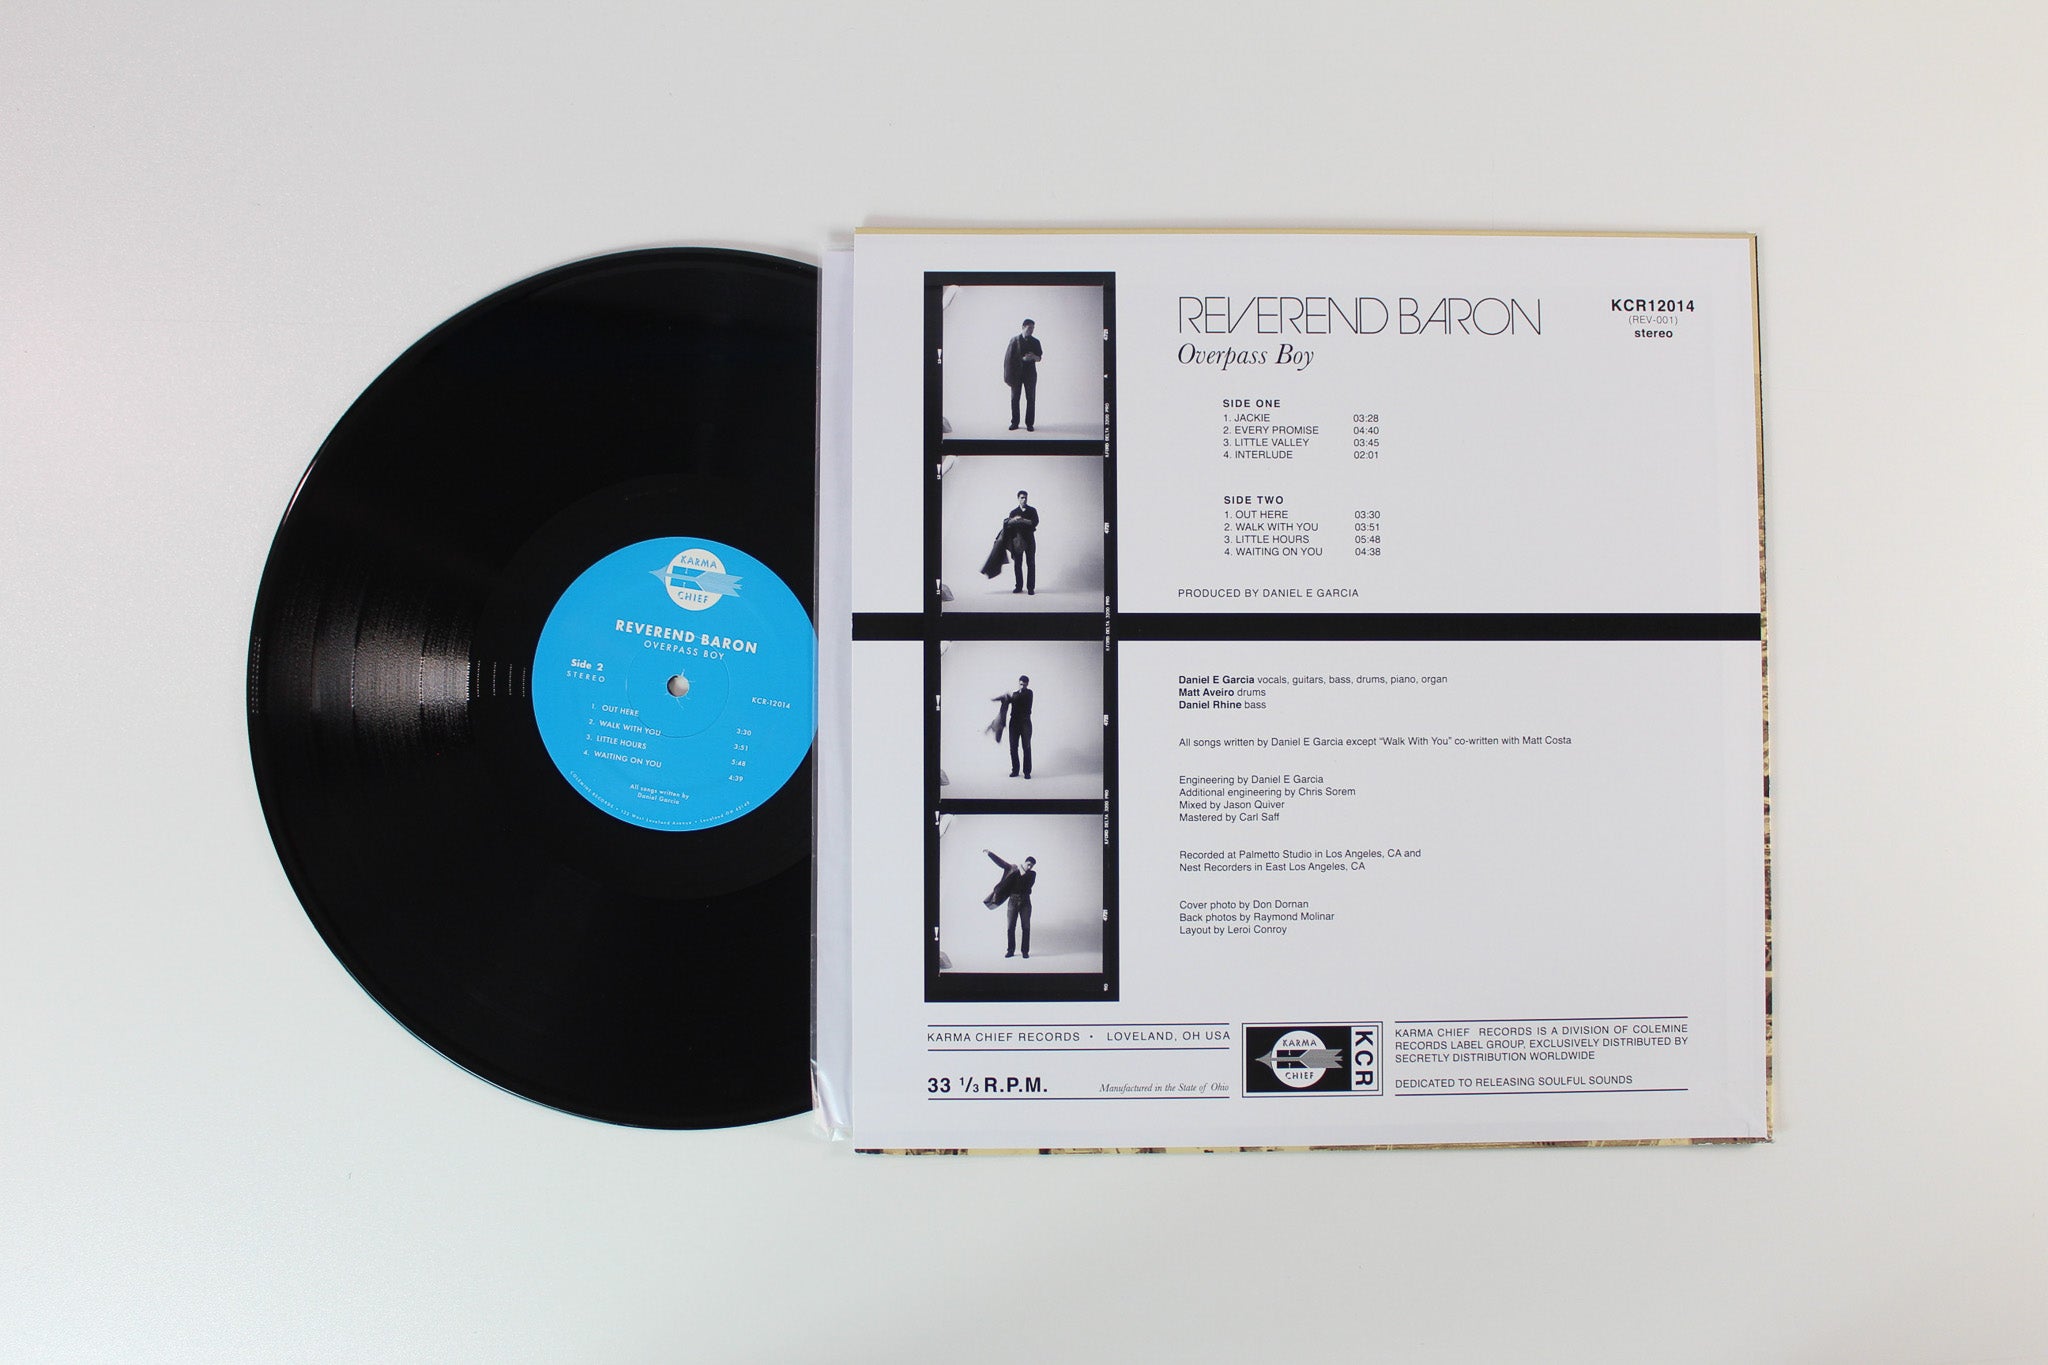 KARMA
CHIEF
REVEREND BARON
OVERPASS BOY
Side 2
STEREO
KCR-12014
1. OUT HERE 3:30
2. WALK WITH YOU 3:51
3. LITTLE HOURS 5:48
4. WAITING ON YOU 4:39
All songs written by
Daniel Garcia
COLEMINE RECORDS • 122 West Loveland Avenue • Loveland OH 45140
REVEREND BARON
Overpass Boy
KCR12014
(REV-001)
stereo
SIDE ONE
1. JACKIE 03:28
2. EVERY PROMISE 04:40
3. LITTLE VALLEY 03:45
4. INTERLUDE 02:01
SIDE TWO
1. OUT HERE 03:30
2. WALK WITH YOU 03:51
3. LITTLE HOURS 05:48
4. WAITING ON YOU 04:38
PRODUCED BY DANIEL E GARCIA
Daniel E Garcia vocals, guitars, bass, drums, piano, organ
Matt Aveiro drums
Daniel Rhine bass
All songs written by Daniel E Garcia except “Walk With You” co-written with Matt Costa
Engineering by Daniel E Garcia
Additional engineering by Chris Sorem
Mixed by Jason Quiver
Mastered by Carl Saff
Recorded at Palmetto Studio in Los Angeles, CA and
Nest Recorders in East Los Angeles, CA
Cover photo by Don Dornan
Back photos by Raymond Molinar
Layout by Leroi Conroy
KARMA CHIEF RECORDS • LOVELAND, OH USA
33 1/3 R.P.M.
Manufactured in the State of Ohio
KARMA
CHIEF
KCR
KARMA CHIEF RECORDS IS A DIVISION OF COLEMINE
RECORDS LABEL GROUP, EXCLUSIVELY DISTRIBUTED BY
SECRETLY DISTRIBUTION WORLDWIDE
DEDICATED TO RELEASING SOULFUL SOUNDS